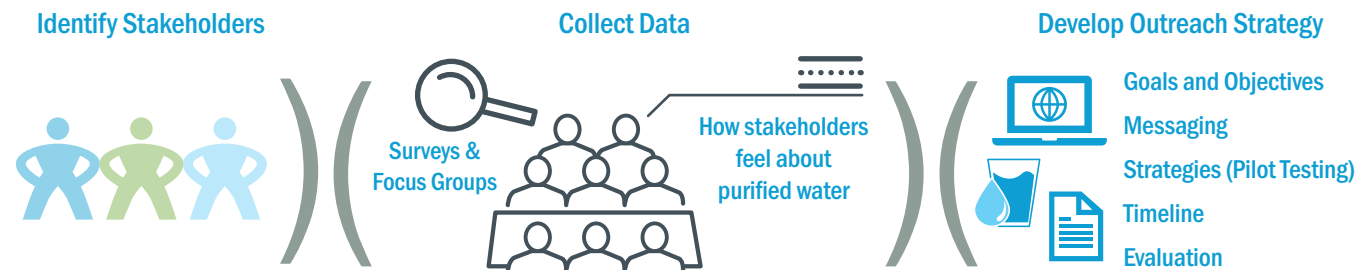 Identify Stakeholders
Collect Data
Develop Outreach Strategy
Surveys &
Focus Groups
How stakeholders
feel about
purified water
Goals and Objectives
Messaging
Strategies (Pilot Testing)
Timeline
Evaluation